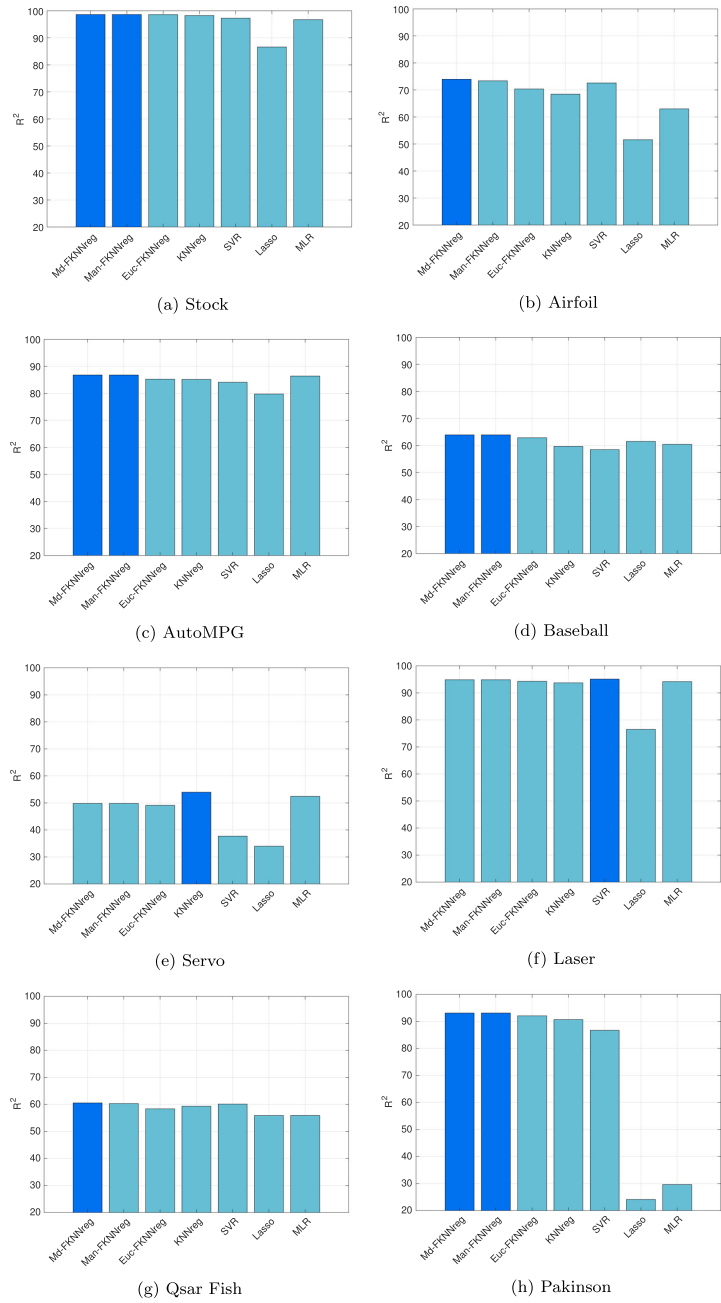 100
90
80
70
60
50
40
30
20
R2
Md-FKNNreg
Man-FKNNreg
Euc-FKNNreg
KNNreg
SVR
Lasso
MLR
(a) Stock
100
90
80
70
60
50
40
30
20
R2
Md-FKNNreg
Man-FKNNreg
Euc-FKNNreg
KNNreg
SVR
Lasso
MLR
(b) Airfoil
100
90
80
70
60
50
40
30
20
R2
Md-FKNNreg
Man-FKNNreg
Euc-FKNNreg
KNNreg
SVR
Lasso
MLR
(c) AutoMPG
100
90
80
70
60
50
40
30
20
R2
Md-FKNNreg
Man-FKNNreg
Euc-FKNNreg
KNNreg
SVR
Lasso
MLR
(d) Baseball
100
90
80
70
60
50
40
30
20
R2
Md-FKNNreg
Man-FKNNreg
Euc-FKNNreg
KNNreg
SVR
Lasso
MLR
(e) Servo
100
90
80
70
60
50
40
30
20
R2
Md-FKNNreg
Man-FKNNreg
Euc-FKNNreg
KNNreg
SVR
Lasso
MLR
(f) Laser
100
90
80
70
60
50
40
30
20
R2
Md-FKNNreg
Man-FKNNreg
Euc-FKNNreg
KNNreg
SVR
Lasso
MLR
(g) Qsar Fish
100
90
80
70
60
50
40
30
20
R2
Md-FKNNreg
Man-FKNNreg
Euc-FKNNreg
KNNreg
SVR
Lasso
MLR
(h) Pakinson